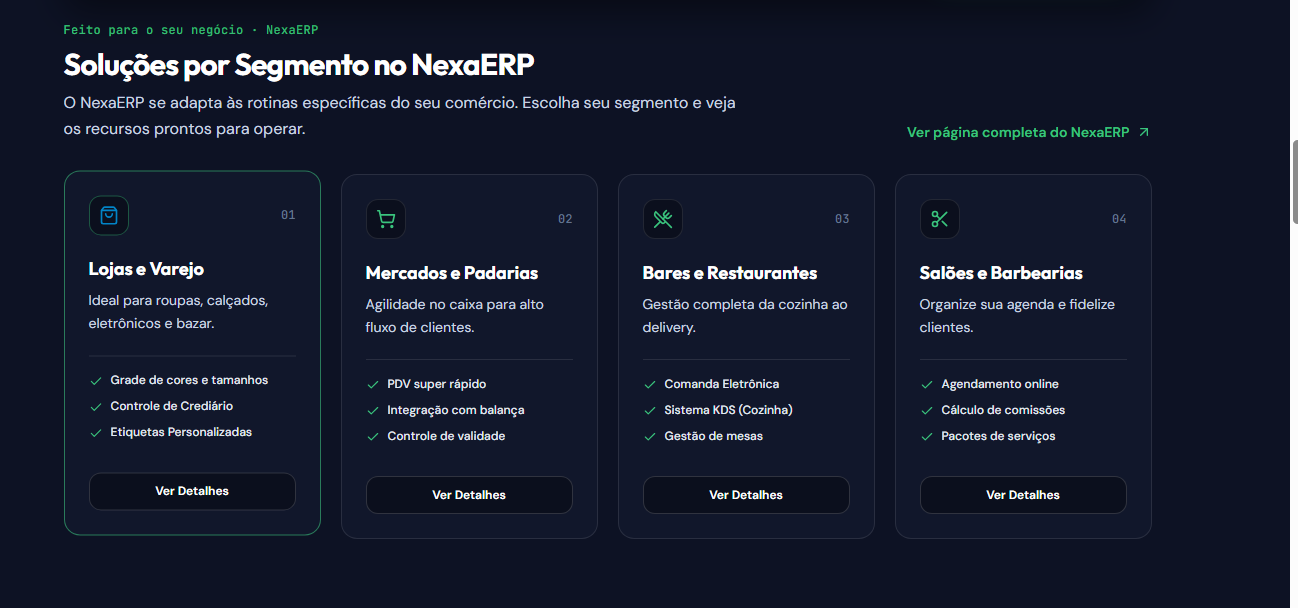 Feito para o seu negócio · NexaERP
Soluções por Segmento no NexaERP
O NexaERP se adapta às rotinas específicas do seu comércio. Escolha seu segmento e veja
os recursos prontos para operar.
Ver página completa do NexaERP
01
Lojas e Varejo
Ideal para roupas, calçados,
eletrônicos e bazar.
Grade de cores e tamanhos
Controle de Crediário
Etiquetas Personalizadas
Ver Detalhes
02
Mercados e Padarias
Agilidade no caixa para alto
fluxo de clientes.
PDV super rápido
Integração com balança
Controle de validade
Ver Detalhes
03
Bares e Restaurantes
Gestão completa da cozinha ao
delivery.
Comanda Eletrônica
Sistema KDS (Cozinha)
Gestão de mesas
Ver Detalhes
04
Salões e Barbearias
Organize sua agenda e fidelize
clientes.
Agendamento online
Cálculo de comissões
Pacotes de serviços
Ver Detalhes